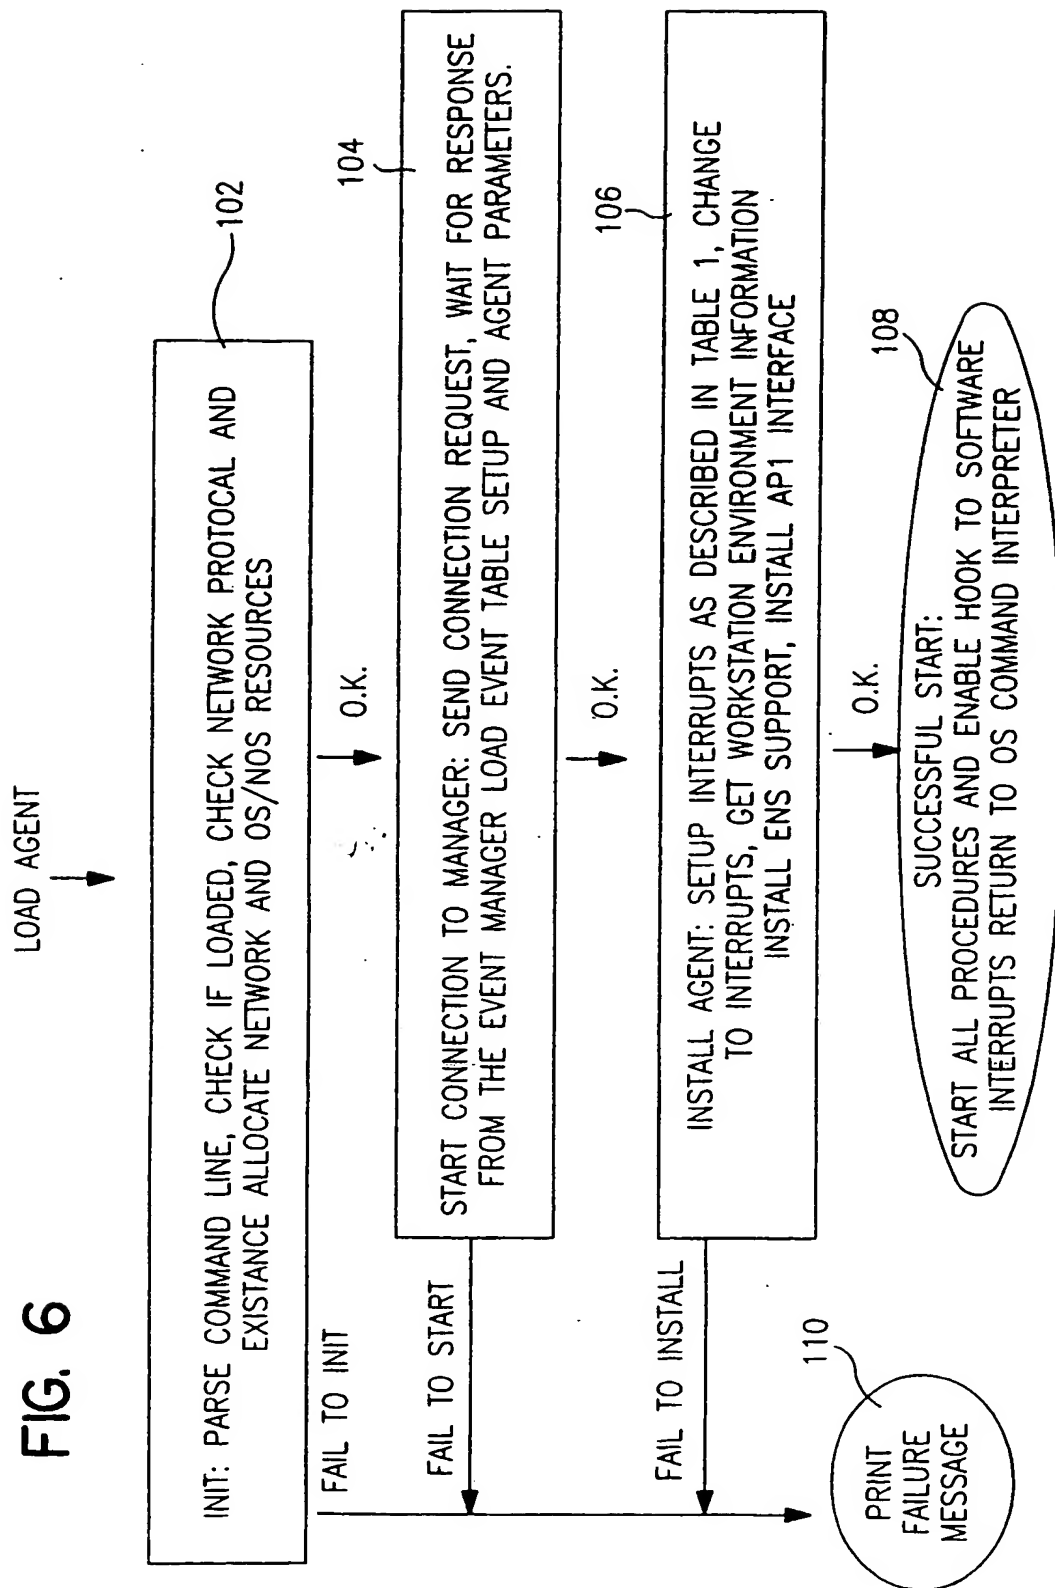 FIG. 6
LOAD AGENT
102
INIT: PARSE COMMAND LINE, CHECK IF LOADED, CHECK NETWORK PROTOCAL AND
EXISTANCE ALLOCATE NETWORK AND OS/NOS RESOURCES
FAIL TO INIT
O.K.
104
START CONNECTION TO MANAGER: SEND CONNECTION REQUEST, WAIT FOR RESPONSE
FROM THE EVENT MANAGER LOAD EVENT TABLE SETUP AND AGENT PARAMETERS.
FAIL TO START
O.K.
106
INSTALL AGENT: SETUP INTERRUPTS AS DESCRIBED IN TABLE 1, CHANGE
TO INTERRUPTS, GET WORKSTATION ENVIRONMENT INFORMATION
INSTALL ENS SUPPORT, INSTALL AP1 INTERFACE
FAIL TO INSTALL
O.K.
108
SUCCESSFUL START:
START ALL PROCEDURES AND ENABLE HOOK TO SOFTWARE
INTERRUPTS RETURN TO OS COMMAND INTERPRETER
110
PRINT
FAILURE
MESSAGE